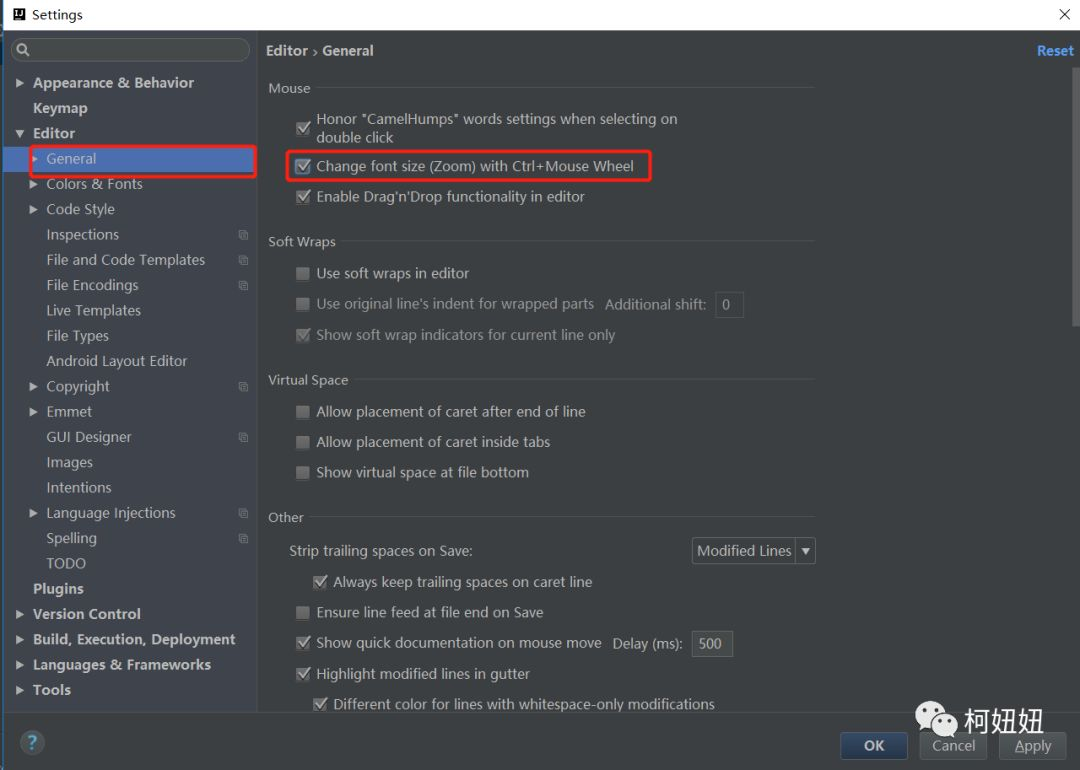 Settings
Editor › General
Reset
Appearance & Behavior
Keymap
Editor
General
Colors & Fonts
Code Style
Inspections
File and Code Templates
File Encodings
Live Templates
File Types
Android Layout Editor
Copyright
Emmet
GUI Designer
Images
Intentions
Language Injections
Spelling
TODO
Plugins
Version Control
Build, Execution, Deployment
Languages & Frameworks
Tools
Mouse
Honor "CamelHumps" words settings when selecting on
double click
Change font size (Zoom) with Ctrl+Mouse Wheel
Enable Drag'n'Drop functionality in editor
Soft Wraps
Use soft wraps in editor
Use original line's indent for wrapped parts Additional shift: 0
Show soft wrap indicators for current line only
Virtual Space
Allow placement of caret after end of line
Allow placement of caret inside tabs
Show virtual space at file bottom
Other
Strip trailing spaces on Save: Modified Lines
Always keep trailing spaces on caret line
Ensure line feed at file end on Save
Show quick documentation on mouse move Delay (ms): 500
Highlight modified lines in gutter
Different color for lines with whitespace-only modifications
柯妞妞
?
OK Cancel Apply